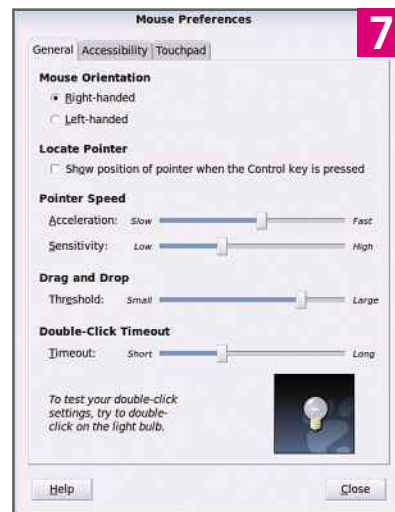 Mouse Preferences
7
General Accessibility Touchpad
Mouse Orientation
Right-handed
Left-handed
Locate Pointer
Show position of pointer when the Control key is pressed
Pointer Speed
Acceleration: Slow Fast
Sensitivity: Low High
Drag and Drop
Threshold: Small Large
Double-Click Timeout
Timeout: Short Long
To test your double-click
settings, try to double-
click on the light bulb.
Help Close